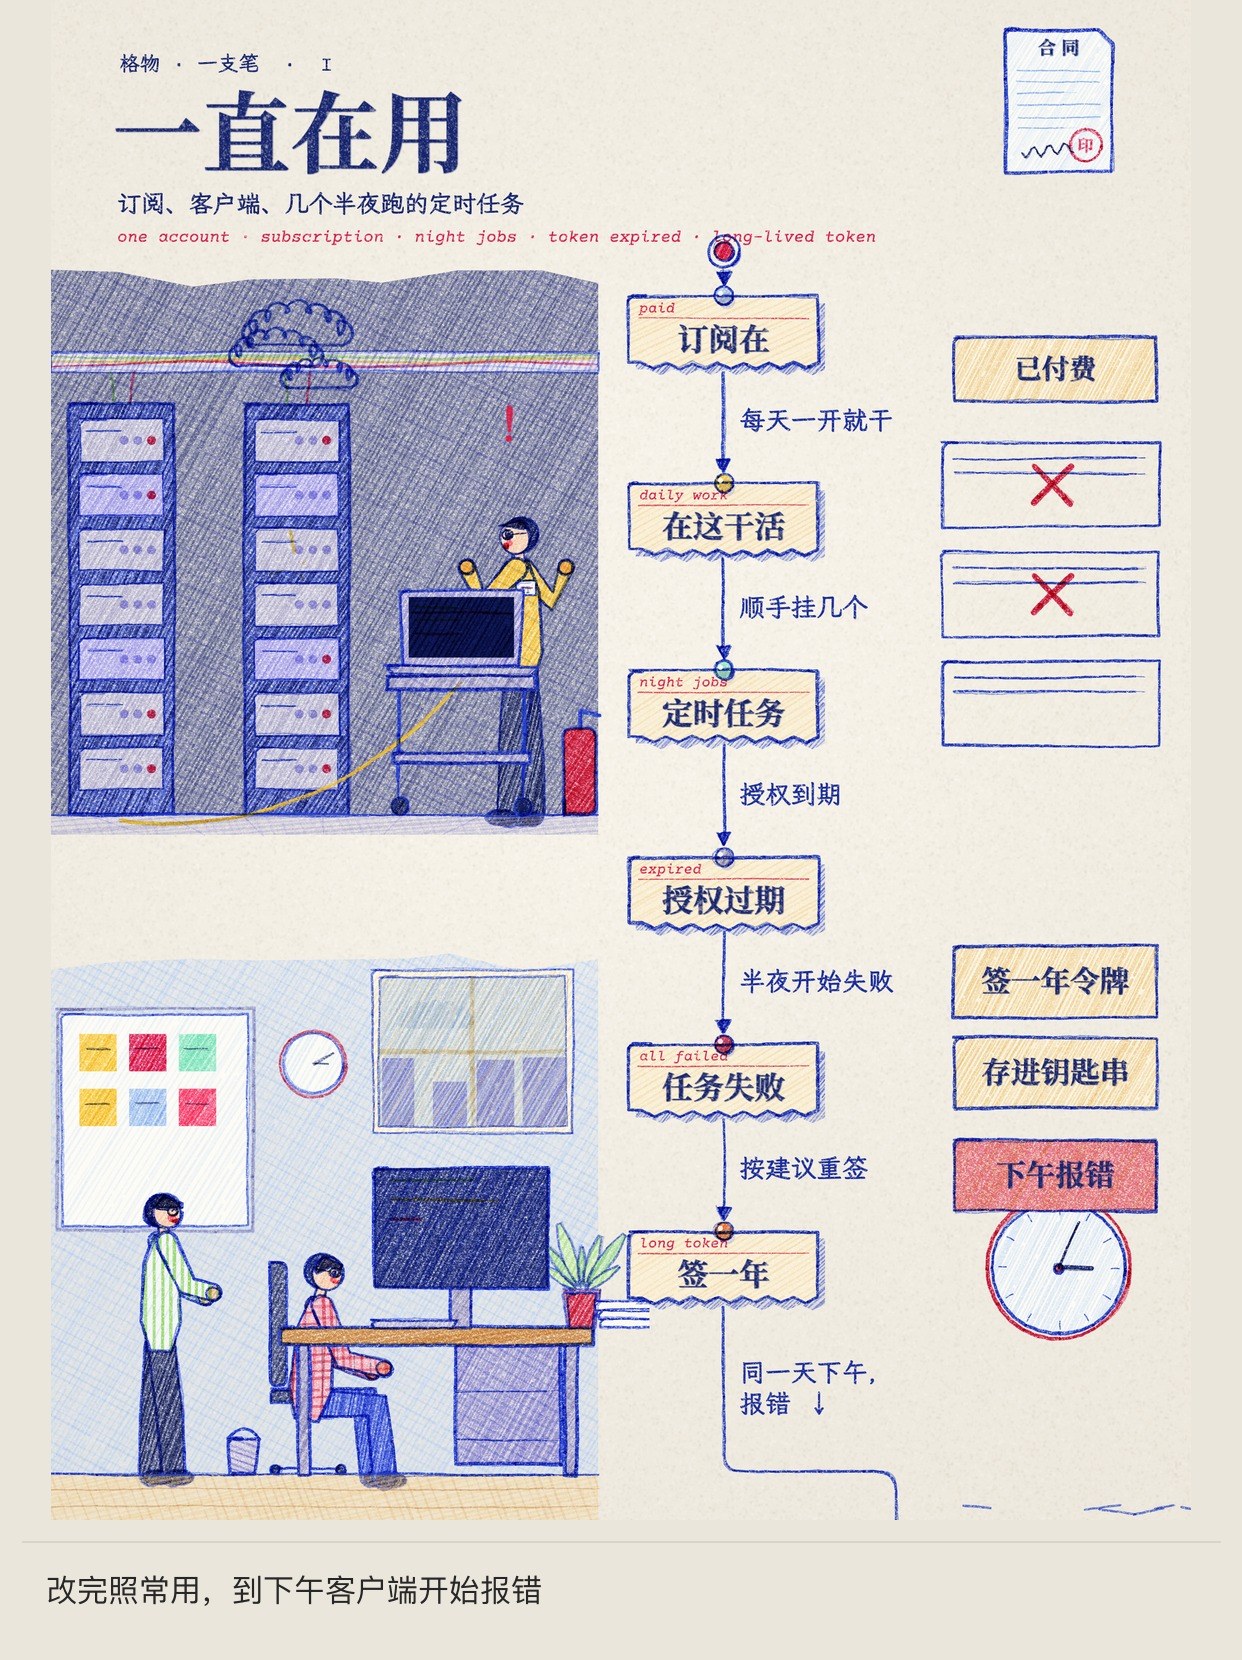 格物 · 一支笔 · I
一直在用
订阅、客户端、几个半夜跑的定时任务
one account · subscription · night jobs · token expired · long-lived token
合同
印
paid
订阅在
已付费
每天一开就干
daily work
在这干活
顺手挂几个
night jobs
定时任务
授权到期
expired
授权过期
半夜开始失败
签一年令牌
all failed
任务失败
存进钥匙串
按建议重签
下午报错
long token
签一年
同一天下午,
报错 ↓
改完照常用，到下午客户端开始报错